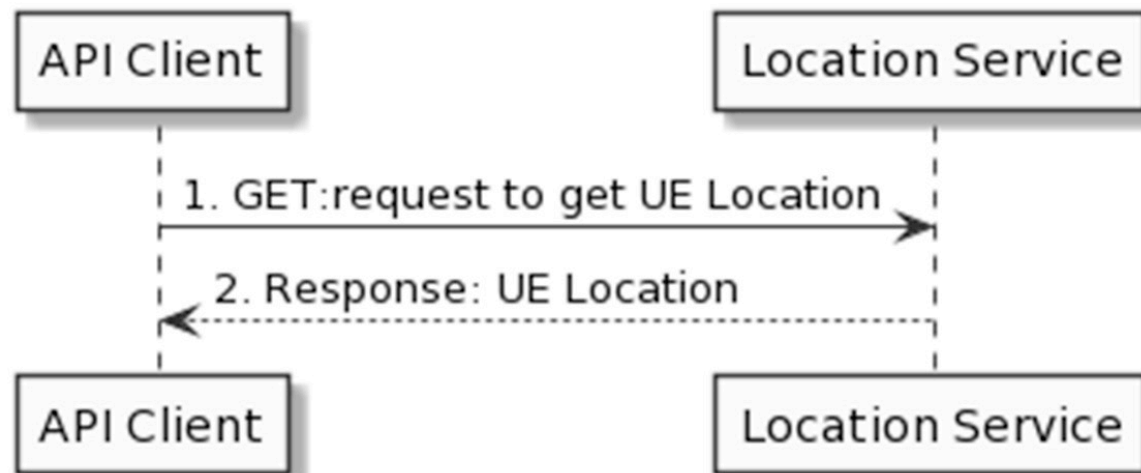 API Client
Location Service
1. GET:request to get UE Location
2. Response: UE Location
API Client
Location Service